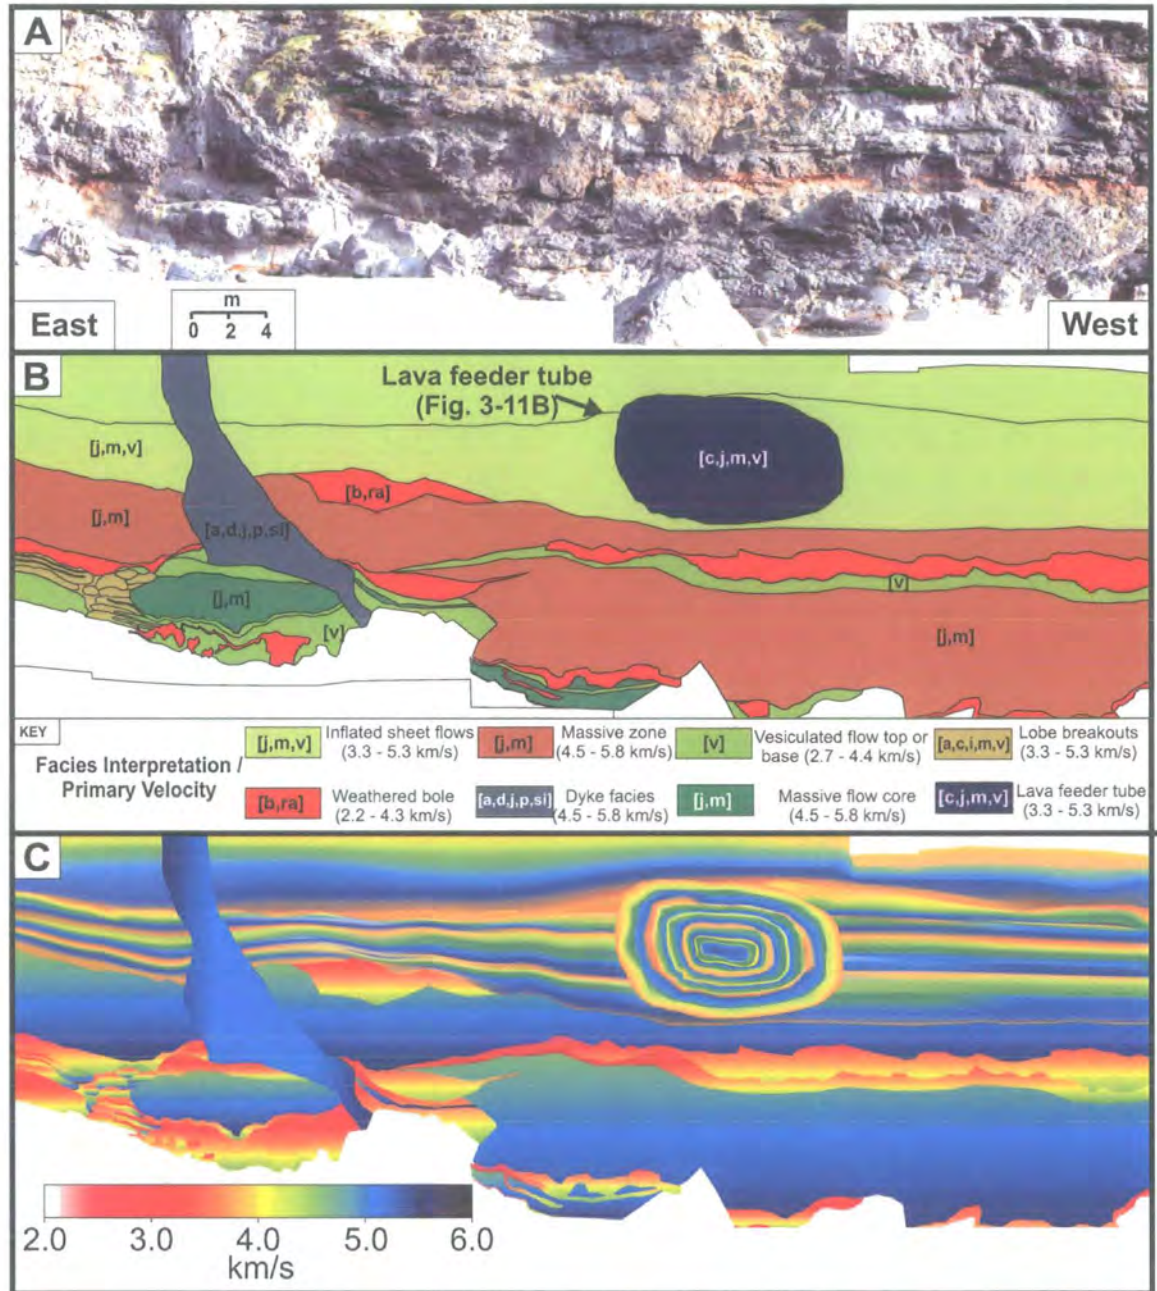 A
East
m
0 2 4
West
B
Lava feeder tube
(Fig. 3-11B)
[j,m,v]
[c,j,m,v]
[b,ra]
[j,m]
[a,d,j,p,si]
[v]
[j,m]
[v]
[j,m]
KEY
Facies Interpretation /
Primary Velocity
[j,m,v]
Inflated sheet flows
(3.3 - 5.3 km/s)
[j,m]
Massive zone
(4.5 - 5.8 km/s)
[v]
Vesiculated flow top or
base (2.7 - 4.4 km/s)
[a,c,i,m,v]
Lobe breakouts
(3.3 - 5.3 km/s)
[b,ra]
Weathered bole
(2.2 - 4.3 km/s)
[a,d,j,p,si]
Dyke facies
(4.5 - 5.8 km/s)
[j,m]
Massive flow core
(4.5 - 5.8 km/s)
[c,j,m,v]
Lava feeder tube
(3.3 - 5.3 km/s)
C
2.0 3.0 4.0 5.0 6.0
km/s